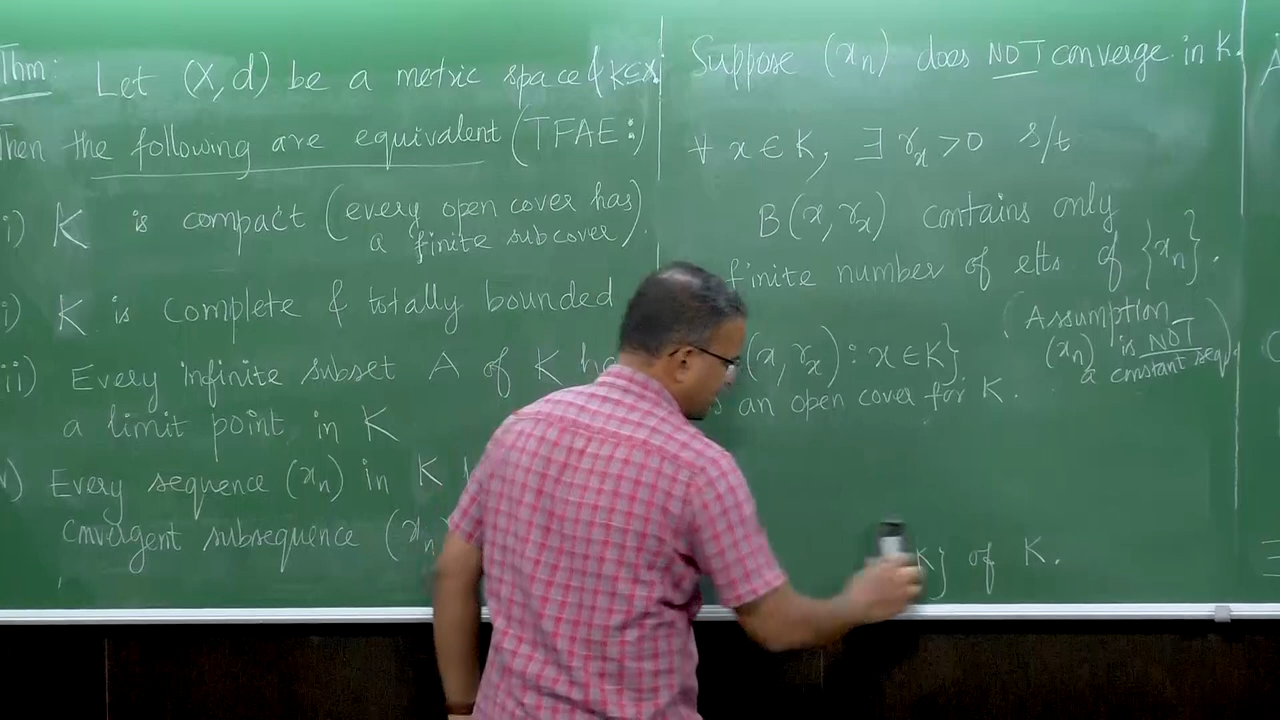 Thm: Let (X, d) be a metric space & K⊆X.
Then the following are equivalent (TFAE:)
i) K is compact (every open cover has
a finite subcover).
i) K is complete & totally bounded
ii) Every infinite subset A of K ha
a limit point in K
v) Every sequence (xn) in K
convergent subsequence (xn
Suppose (xn) does NOT converge in K.
∀ x ∈ K, ∃ rx > 0 s/t
B(x, rx) contains only
finite number of elts of {xn}.
(Assumption
(xn) is NOT
a constant seq)
(x, rx) : x ∈ K}
s an open cover for K.
K} of K.